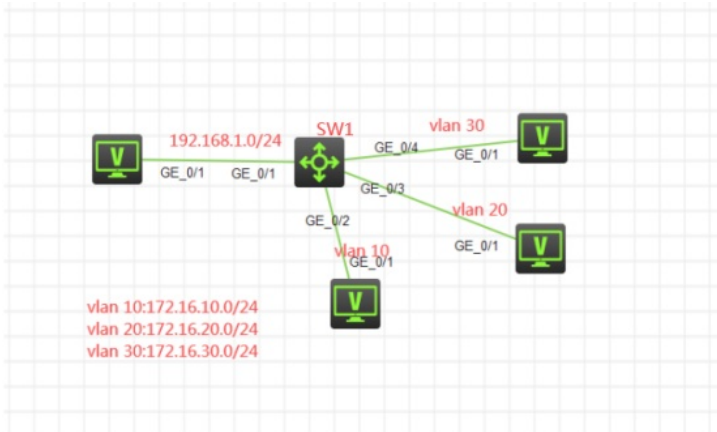 SW1
vlan 30
192.168.1.0/24
GE_0/4
GE_0/1
GE_0/1
GE_0/1
GE_0/3
vlan 20
GE_0/2
GE_0/1
vlan 10
GE_0/1
vlan 10:172.16.10.0/24
vlan 20:172.16.20.0/24
vlan 30:172.16.30.0/24